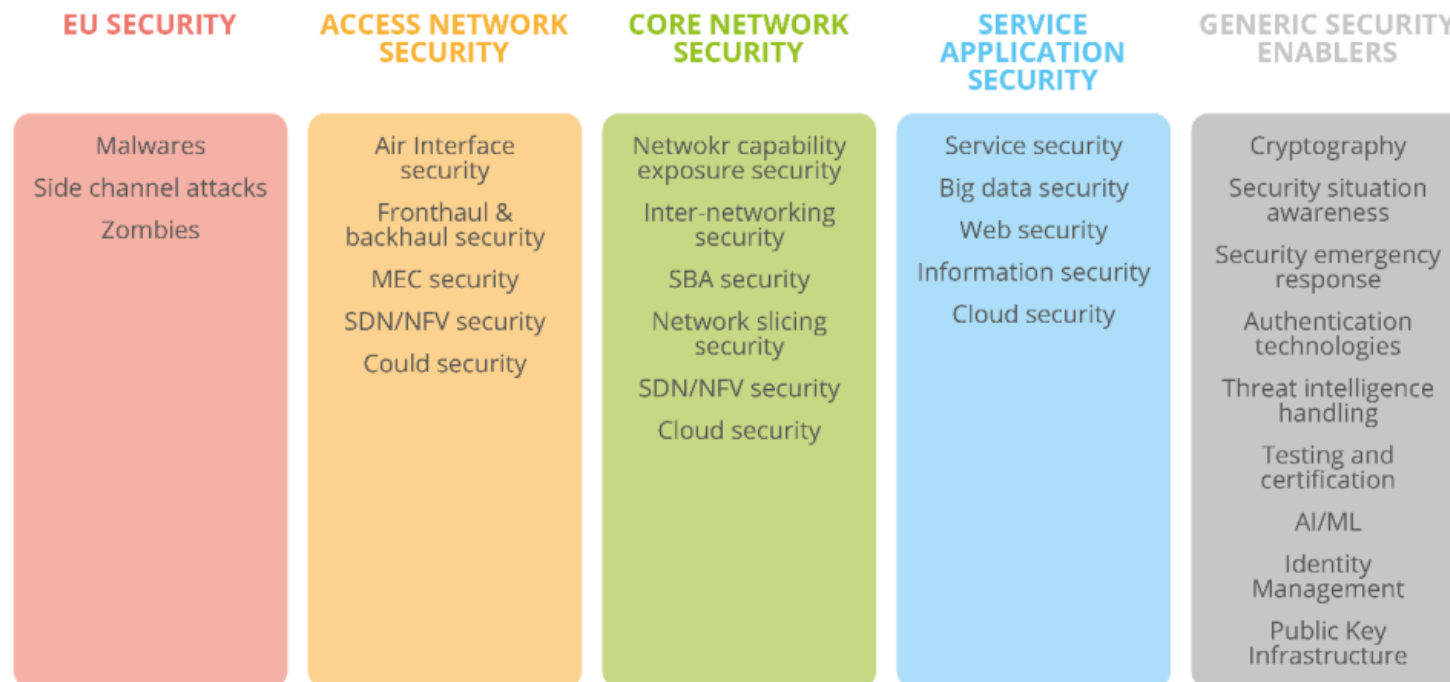 EU SECURITY
Malwares
Side channel attacks
Zombies
ACCESS NETWORK
SECURITY
Air Interface
security
Fronthaul &
backhaul security
MEC security
SDN/NFV security
Could security
CORE NETWORK
SECURITY
Netwokr capability
exposure security
Inter-networking
security
SBA security
Network slicing
security
SDN/NFV security
Cloud security
SERVICE
APPLICATION
SECURITY
Service security
Big data security
Web security
Information security
Cloud security
GENERIC SECURITY
ENABLERS
Cryptography
Security situation
awareness
Security emergency
response
Authentication
technologies
Threat intelligence
handling
Testing and
certification
AI/ML
Identity
Management
Public Key
Infrastructure